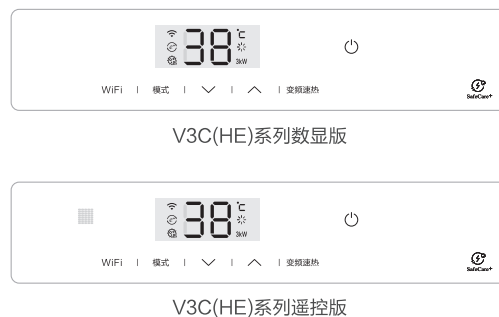 38 ℃
3kW
WiFi | 模式 | | | 变频速热
SafeCare+
V3C(HE)系列数显版
38 ℃
3kW
WiFi | 模式 | | | 变频速热
SafeCare+
V3C(HE)系列遥控版